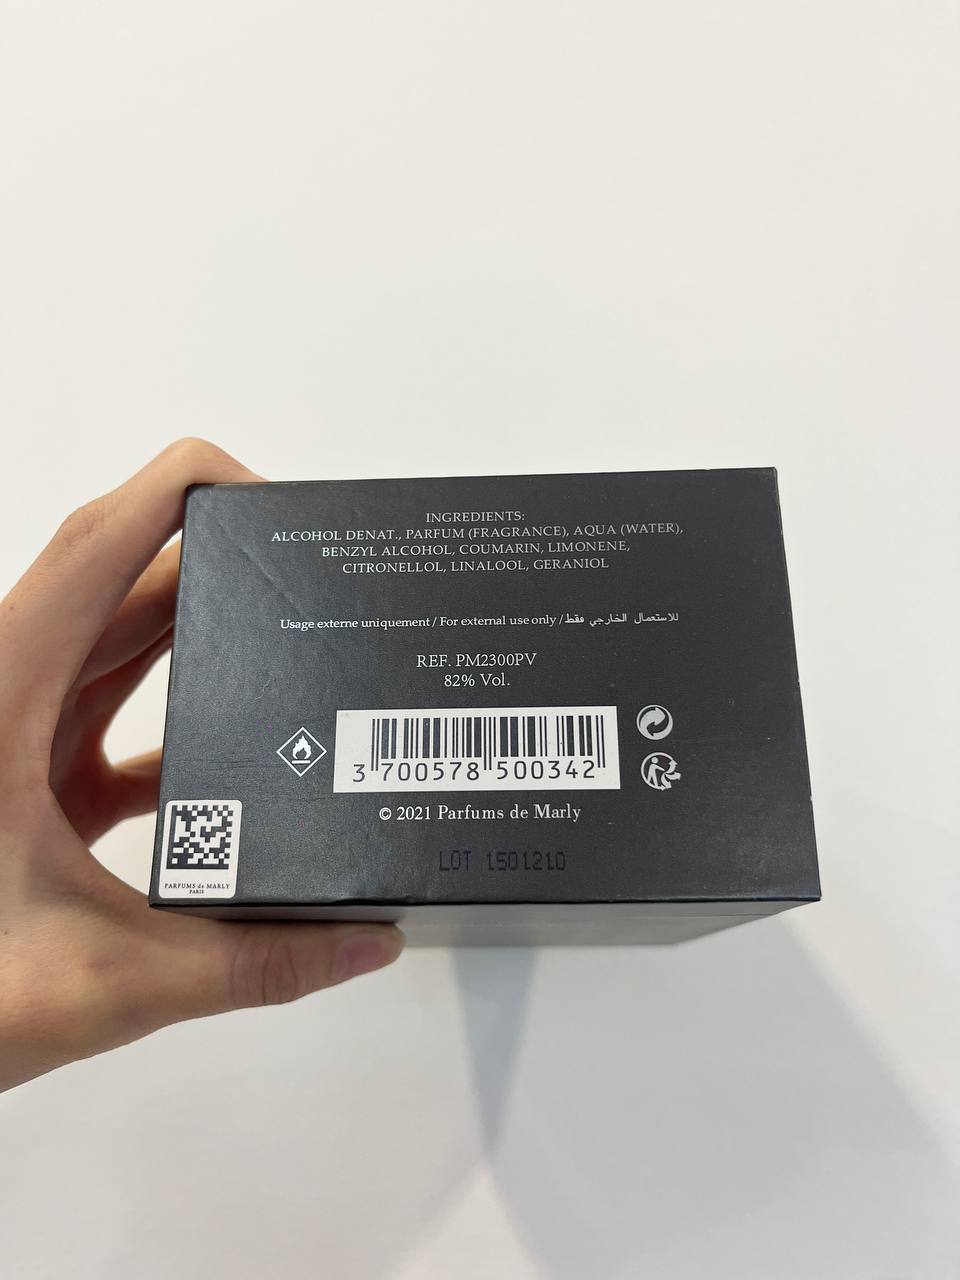 INGREDIENTS:
ALCOHOL DENAT., PARFUM (FRAGRANCE), AQUA (WATER),
BENZYL ALCOHOL, COUMARIN, LIMONENE,
CITRONELLOL, LINALOOL, GERANIOL
Usage externe uniquement / For external use only / للاستعمال الخارجي فقط
REF. PM2300PV
82% Vol.
3 700578 500342
© 2021 Parfums de Marly
LOT 1501210
PARFUMS de MARLY
PARIS